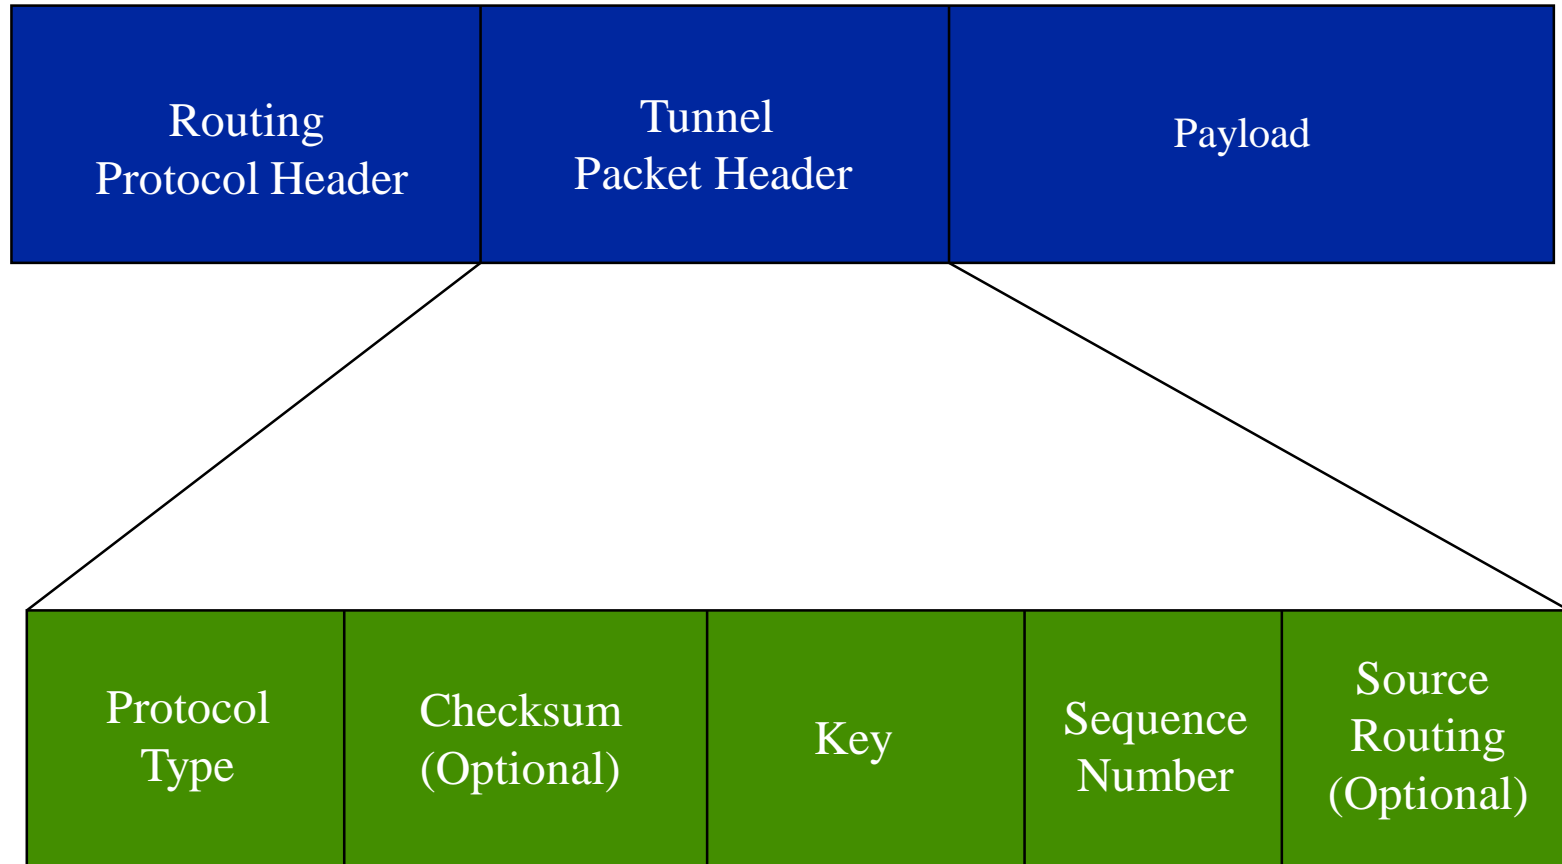 Routing
Protocol Header
Tunnel
Packet Header
Payload
Protocol
Type
Checksum
(Optional)
Key
Sequence
Number
Source
Routing
(Optional)